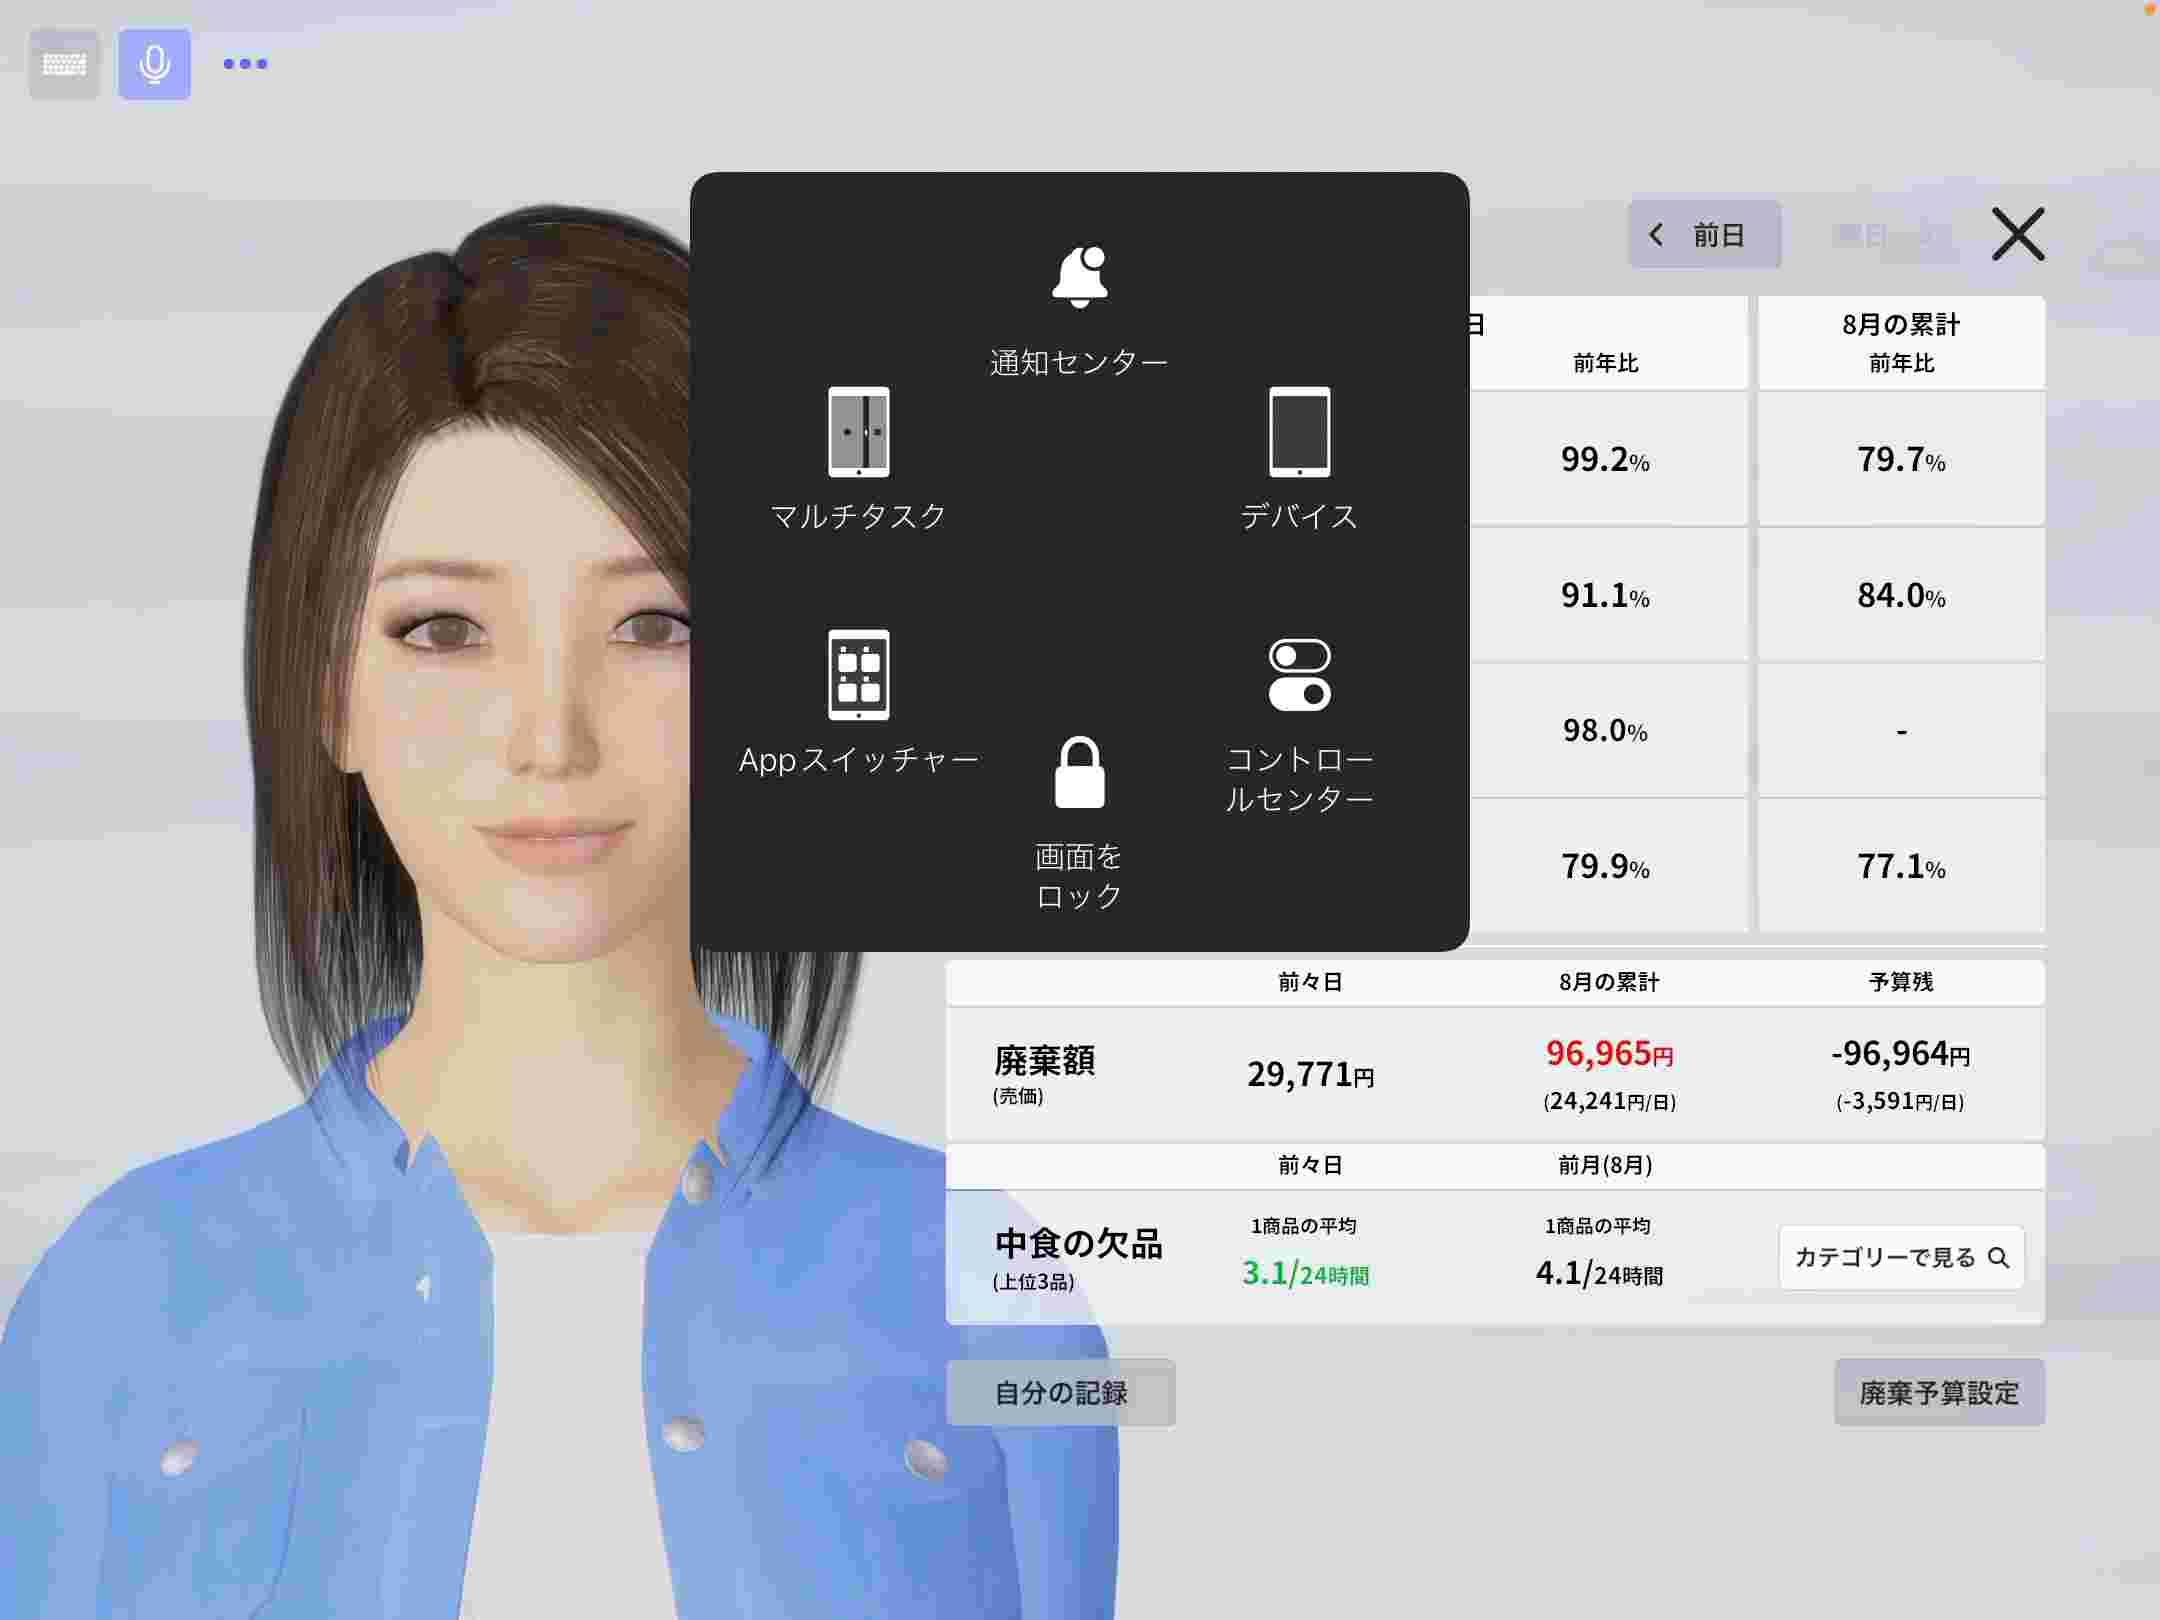 前日
通知センター
マルチタスク
デバイス
Appスイッチャー
コントロー
ルセンター
画面を
ロック
日
前年比
8月の累計
前年比
99.2%
79.7%
91.1%
84.0%
98.0%
-
79.9%
77.1%
前々日
8月の累計
予算残
廃棄額
(売価)
29,771円
96,965円
(24,241円/日)
-96,964円
(-3,591円/日)
前々日
前月(8月)
中食の欠品
(上位3品)
1商品の平均
3.1/24時間
1商品の平均
4.1/24時間
カテゴリーで見る
自分の記録
廃棄予算設定